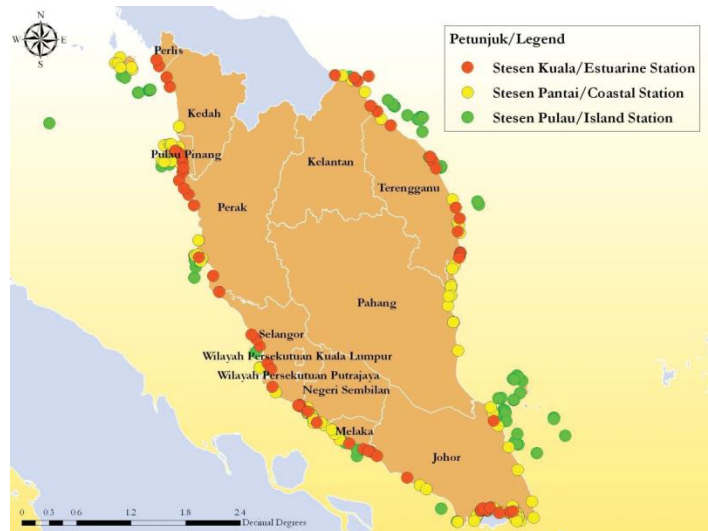 N
W E
S
Petunjuk/Legend
Stesen Kuala/Estuarine Station
Stesen Pantai/Coastal Station
Stesen Pulau/Island Station
Perlis
Kedah
Pulau Pinang
Kelantan
Terengganu
Perak
Pahang
Selangor
Wilayah Persekutuan Kuala Lumpur
Wilayah Persekutuan Putrajaya
Negeri Sembilan
Melaka
Johor
0 0.3 0.6 1.2 1.8 2.4
Decimal Degrees